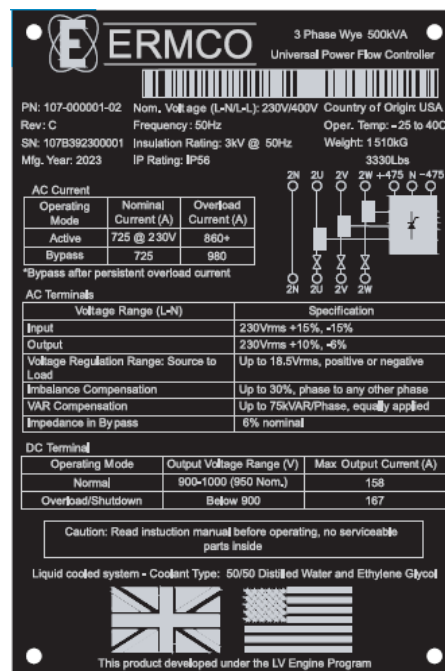 ERMCO
3 Phase Wye 500kVA
Universal Power Flow Controller
PN: 107-000001-02 Nom. Voltage (L-N/L-L): 230V/400V Country of Origin: USA
Rev: C Frequency: 50Hz Oper. Temp: -25 to 40C
SN: 107B392300001 Insulation Rating: 3kV @ 50Hz Weight: 1510KG
Mfg. Year: 2023 IP Rating: IP56 3330Lbs
2N 2U 2V 2W +475 N -475
2N 2U 2V 2W
AC Current
Operating Mode Nominal Current (A) Overload Current (A)
Active 725 @ 230V 860+
Bypass 725 980
*Bypass after persistent overload current
AC Terminals
Voltage Range (L-N) Specification
Input 230Vrms +15%, -15%
Output 230Vrms +10%, -6%
Voltage Regulation Range: Source to Load Up to 18.5Vrms, positive or negative
Imbalance Compensation Up to 30%, phase to any other phase
VAR Compensation Up to 75kVAR/Phase, equally applied
Impedance in Bypass 6% nominal
DC Terminal
Operating Mode Output Voltage Range (V) Max Output Current (A)
Normal 900-1000 (950 Nom.) 158
Overload/Shutdown Below 900 167
Caution: Read instuction manual before operating, no serviceable
parts inside
Liquid cooled system - Coolant Type: 50/50 Distilled Water and Ethylene Glycol
This product developed under the LV Engine Program